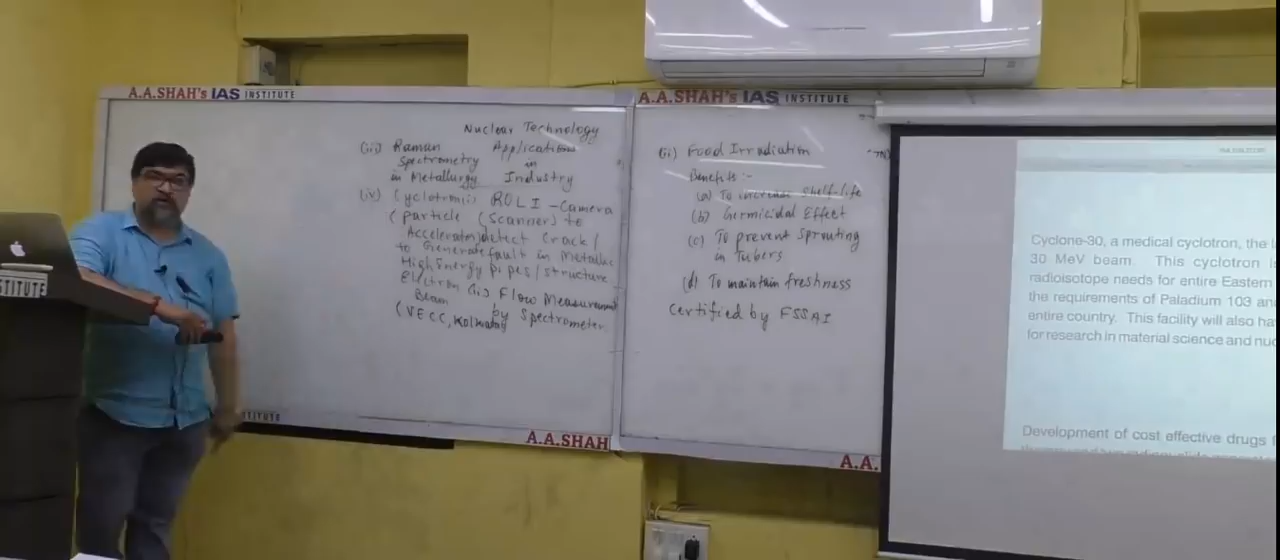 A.A.SHAH's IAS INSTITUTE
Nuclear Technology
Applications
in
Industry
(iii) Raman
Spectrometry
in Metallurgy
(iv) Cyclotron
(Particle
Accelerator)
to Generate
High Energy
Electron
Beam
(VECC, Kolkata)
ROLI - Camera
(Scanner) to
detect crack/
fault in Metallic
pipes/structure
(ii) Flow Measurement
by Spectrometer
INSTITUTE
A.A.SHAH
A.A.SHAH's IAS INSTITUTE
(ii) Food Irradiation
Benefits :-
(a) To increase shelf-life
(b) Germicidal Effect
(c) To prevent sprouting
in Tubers
(d) To maintain freshness
Certified by FSSAI
A.A.
Cyclone-30, a medical cyclotron, the
30 MeV beam. This cyclotron
radioisotope needs for entire Eastern
the requirements of Paladium 103
entire country. This facility will also
for research in material science and
Development of cost effective drugs
STITUTE